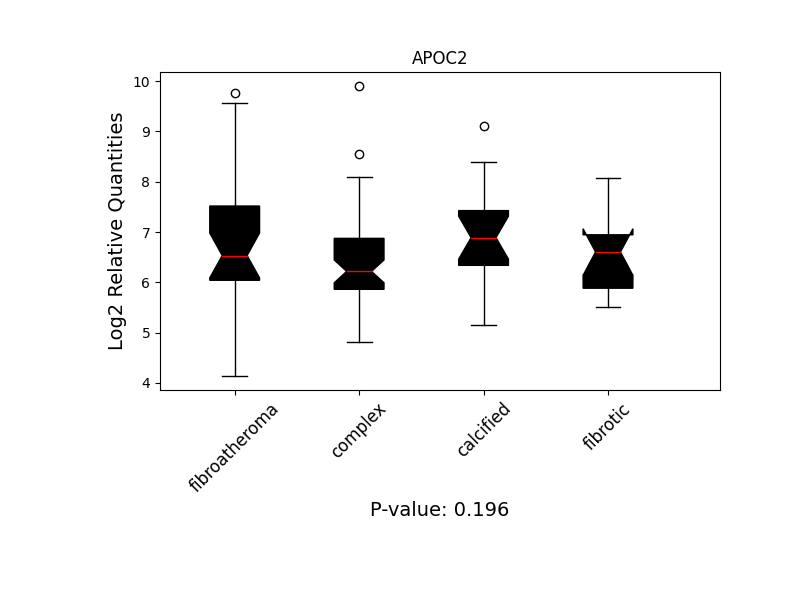 APOC2
Log2 Relative Quantities
10
9
8
7
6
5
4
fibroatheroma
complex
calcified
fibrotic
P-value: 0.196